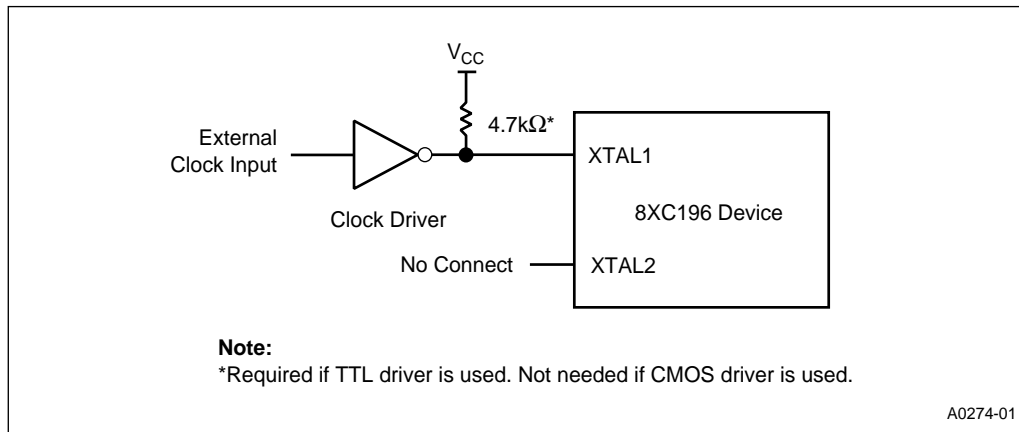 V_CC
4.7kΩ*
External
Clock Input
XTAL1
8XC196 Device
Clock Driver
No Connect
XTAL2
Note:
*Required if TTL driver is used. Not needed if CMOS driver is used.
A0274-01